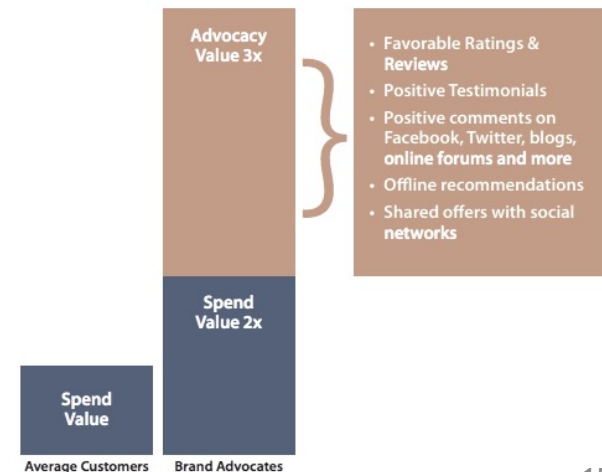 Advocacy
Value 3x
• Favorable Ratings &
Reviews
• Positive Testimonials
• Positive comments on
Facebook, Twitter, blogs,
online forums and more
• Offline recommendations
• Shared offers with social
networks
Spend
Value 2x
Spend
Value
Average Customers
Brand Advocates